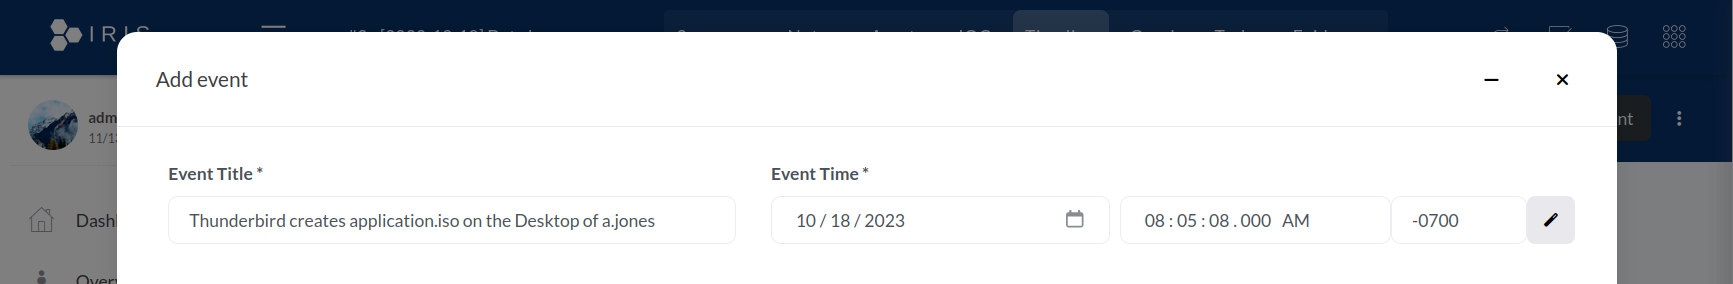 IRIS
Add event
adm
11/1
nt
Event Title *
Event Time *
Thunderbird creates application.iso on the Desktop of a.jones
10 / 18 / 2023
08 : 05 : 08 . 000 AM
-0700
Dash
Over